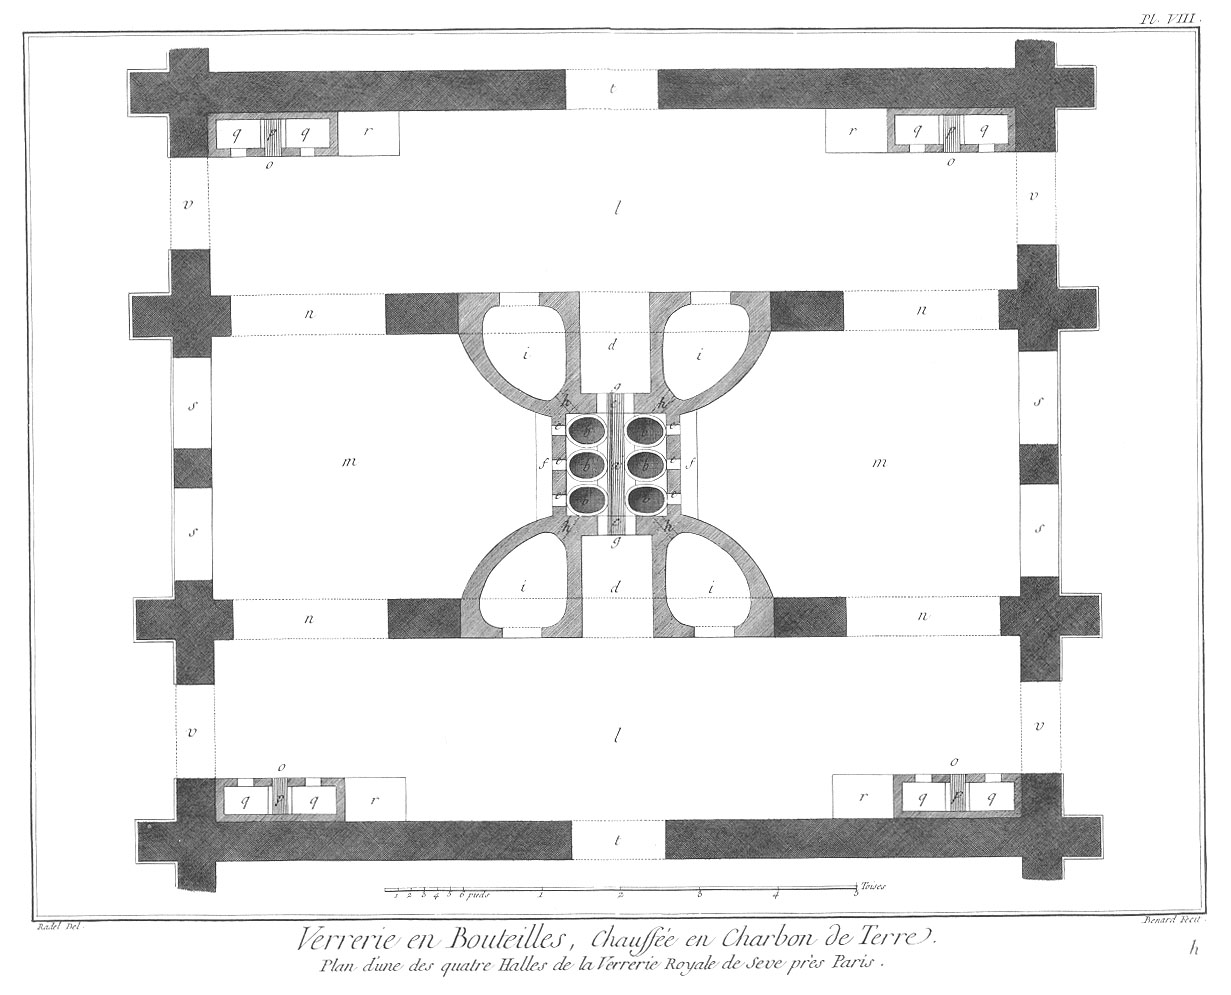 Pl. VIII.
t
q p q r
r q p q
o
o
v
l
v
n
n
i
d
i
g
s
h
c
h
s
e
b
b
e
m
f
e
b
a
b
e
f
m
e
b
b
e
s
h
c
h
s
g
i
d
i
n
n
v
l
v
o
o
q p q r
r q p q
t
1 2 3 4 5 6 pieds 1 2 3 4 5 Toises
Radel Del.
Benard Fecit
Verrerie en Bouteilles, Chauffée en Charbon de Terre.
Plan d'une des quatre Halles de la Verrerie Royale de Seve près Paris.
h